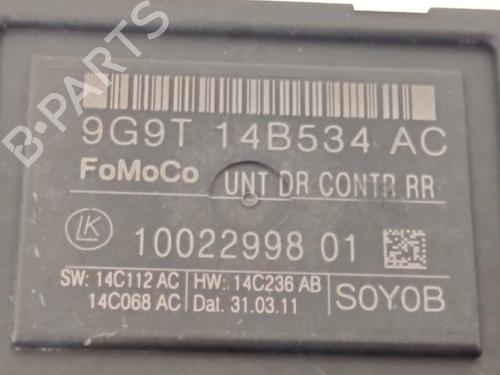 9G9T 14B534 AC
FoMoCo UNT DR CONTR RR
LK 10022998 01
SW: 14C112 AC HW: 14C236 AB
14C068 AC Dat. 31.03.11 S0Y0B
B-PARTS